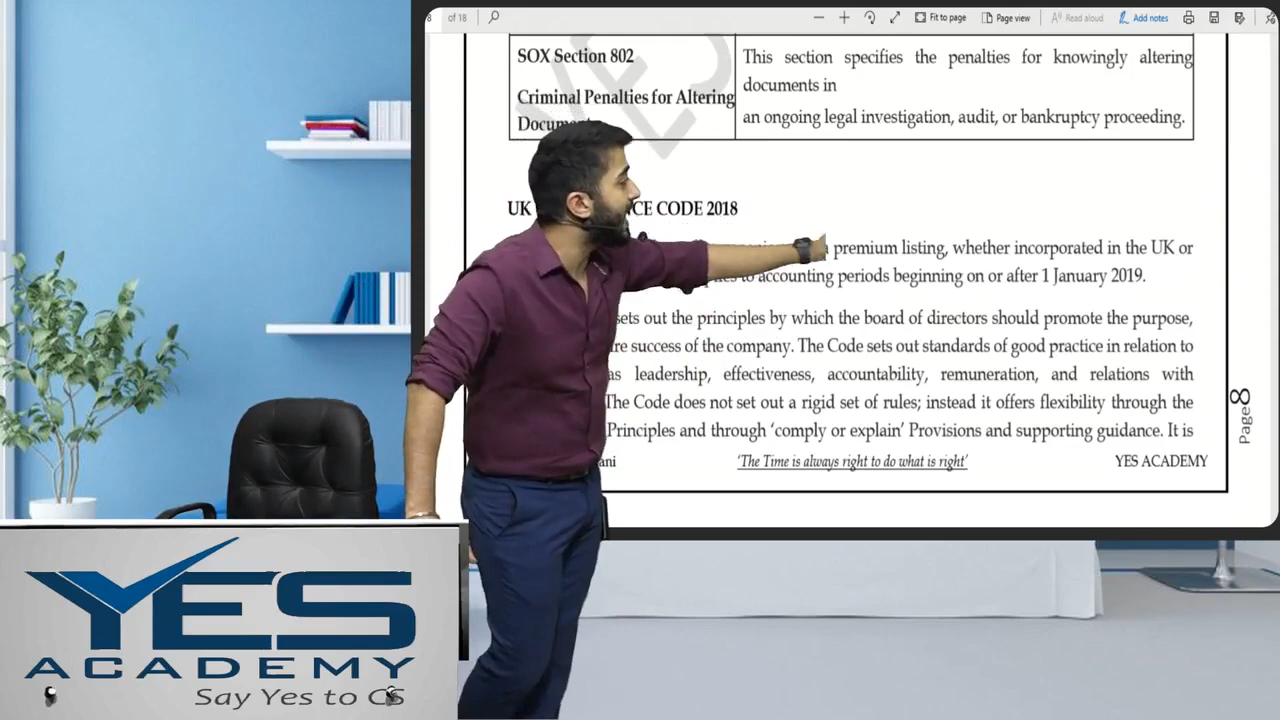 8 of 18
Fit to page
Page view
Read aloud
Add notes
SOX Section 802
Criminal Penalties for Altering
This section specifies the penalties for knowingly altering
documents in
an ongoing legal investigation, audit, or bankruptcy proceeding.
YES
UK CE CODE 2018
premium listing, whether incorporated in the UK or
to accounting periods beginning on or after 1 January 2019.
sets out the principles by which the board of directors should promote the purpose,
success of the company. The Code sets out standards of good practice in relation to
as leadership, effectiveness, accountability, remuneration, and relations with
The Code does not set out a rigid set of rules; instead it offers flexibility through the
Principles and through ‘comply or explain’ Provisions and supporting guidance. It is
‘The Time is always right to do what is right’
YES ACADEMY
Page8
YES
ACADEMY
Say Yes to CS